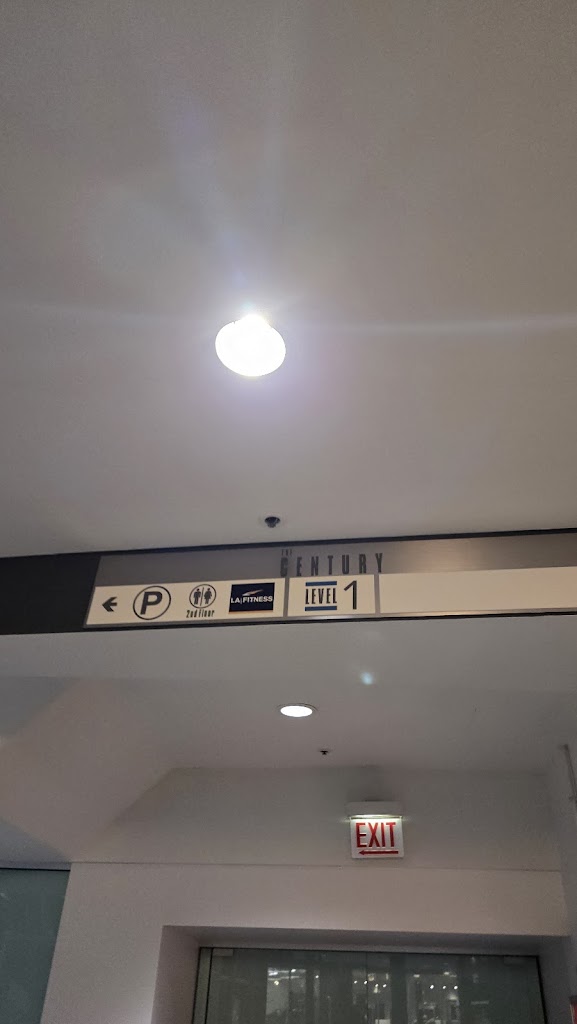 THE
CENTURY
P
2nd Floor
LA|FITNESS
LEVEL 1
EXIT